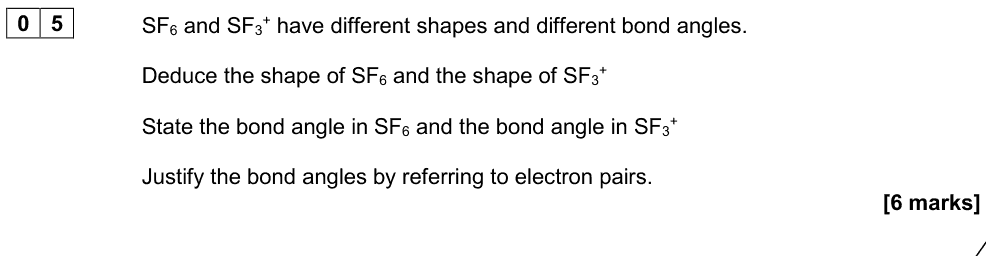 0 5 SF₆ and SF₃⁺ have different shapes and different bond angles.
Deduce the shape of SF₆ and the shape of SF₃⁺
State the bond angle in SF₆ and the bond angle in SF₃⁺
Justify the bond angles by referring to electron pairs.
[6 marks]